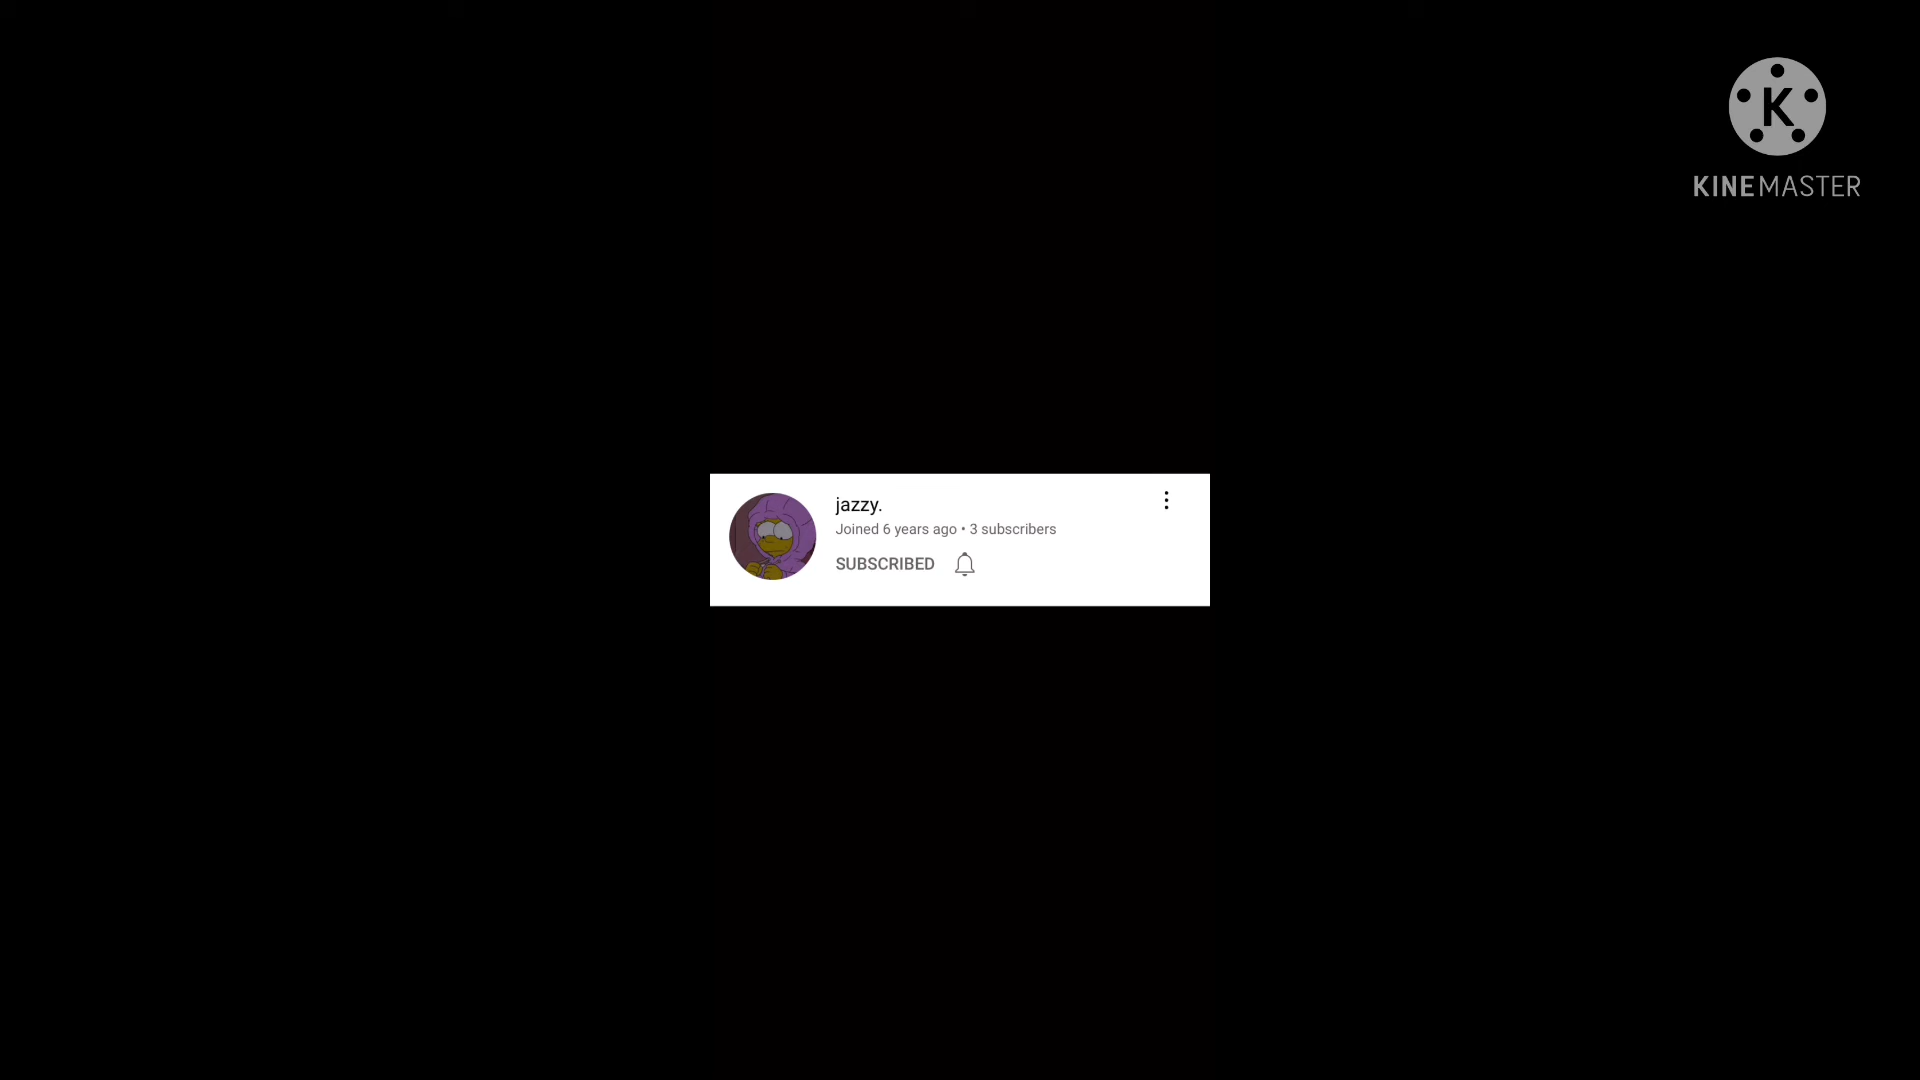 K
KINEMASTER
jazzy.
Joined 6 years ago • 3 subscribers
SUBSCRIBED